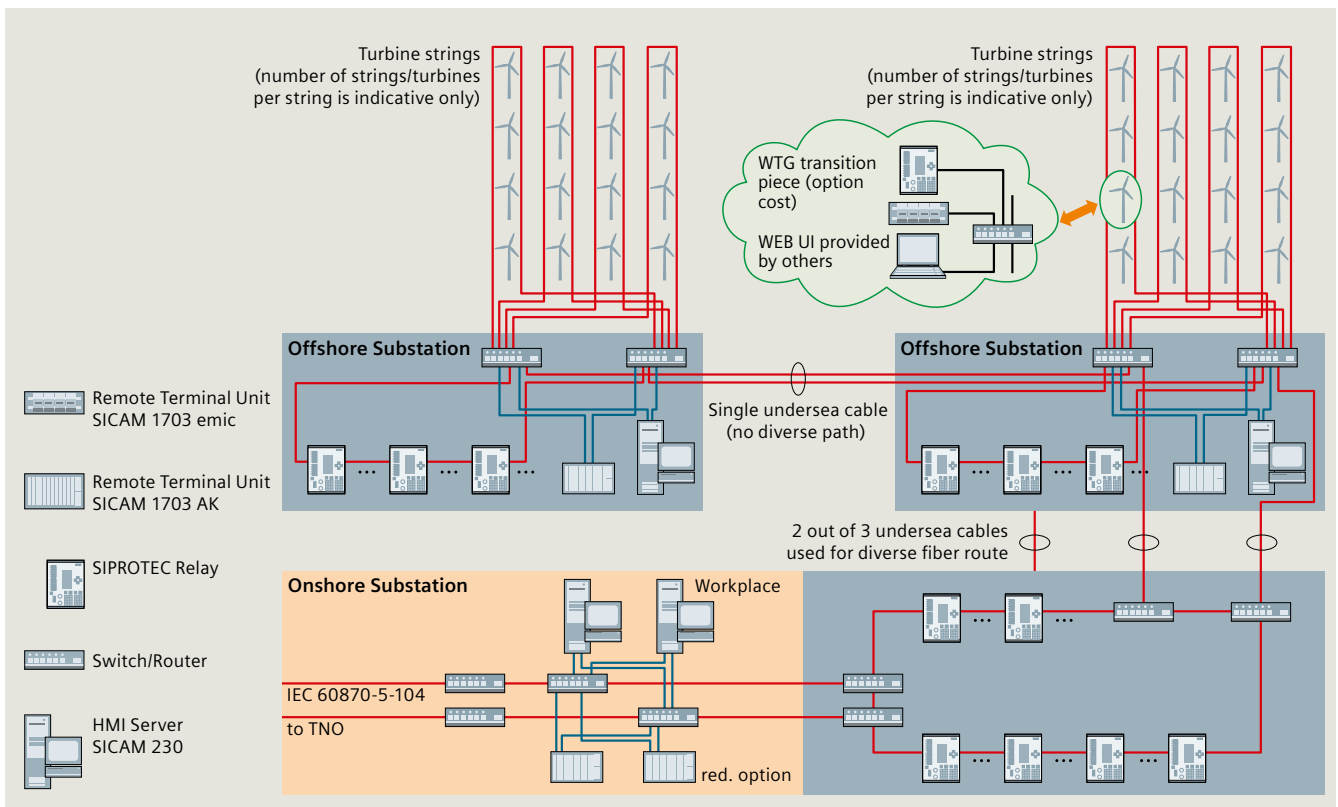 Turbine strings
(number of strings/turbines
per string is indicative only)
Turbine strings
(number of strings/turbines
per string is indicative only)
WTG transition
piece (option
cost)
WEB UI provided
by others
Offshore Substation
Offshore Substation
Single undersea cable
(no diverse path)
Remote Terminal Unit
SICAM 1703 emic
Remote Terminal Unit
SICAM 1703 AK
SIPROTEC Relay
Switch/Router
HMI Server
SICAM 230
...
...
...
...
...
...
2 out of 3 undersea cables
used for diverse fiber route
Onshore Substation
Workplace
IEC 60870-5-104
to TNO
red. option
...
...
...
...
...